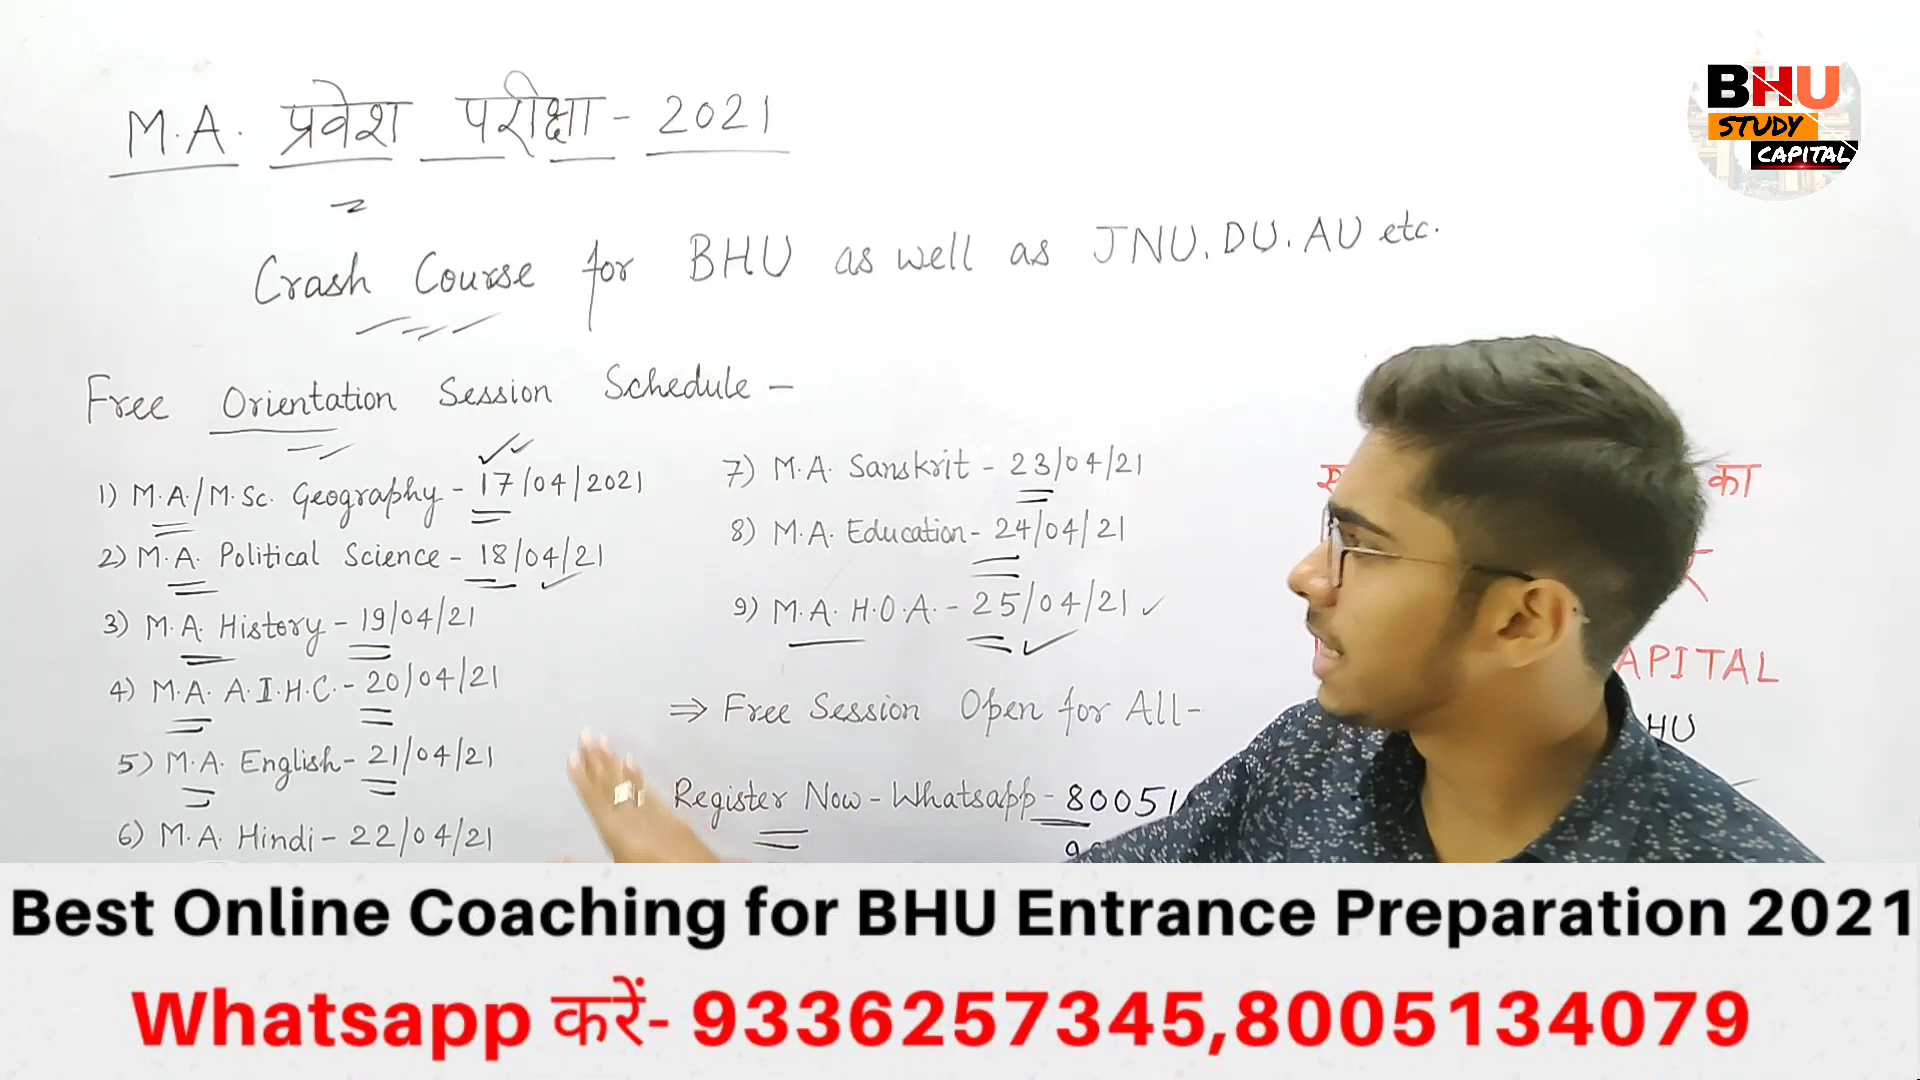 M.A. प्रवेश परीक्षा - 2021
BHU
STUDY
CAPITAL
Crash Course for BHU as well as JNU, DU, AU etc.
Free Orientation Session Schedule -
1) M.A./M.Sc. Geography - 17/04/2021
2) M.A. Political Science - 18/04/21
3) M.A. History - 19/04/21
4) M.A. A.I.H.C. - 20/04/21
5) M.A. English - 21/04/21
6) M.A. Hindi - 22/04/21
7) M.A. Sanskrit - 23/04/21
8) M.A. Education - 24/04/21
9) M.A. H.O.A. - 25/04/21
⇒ Free Session Open for All -
Register Now - Whatsapp - 80051
का
APITAL
HU
Best Online Coaching for BHU Entrance Preparation 2021
Whatsapp करें- 9336257345,8005134079